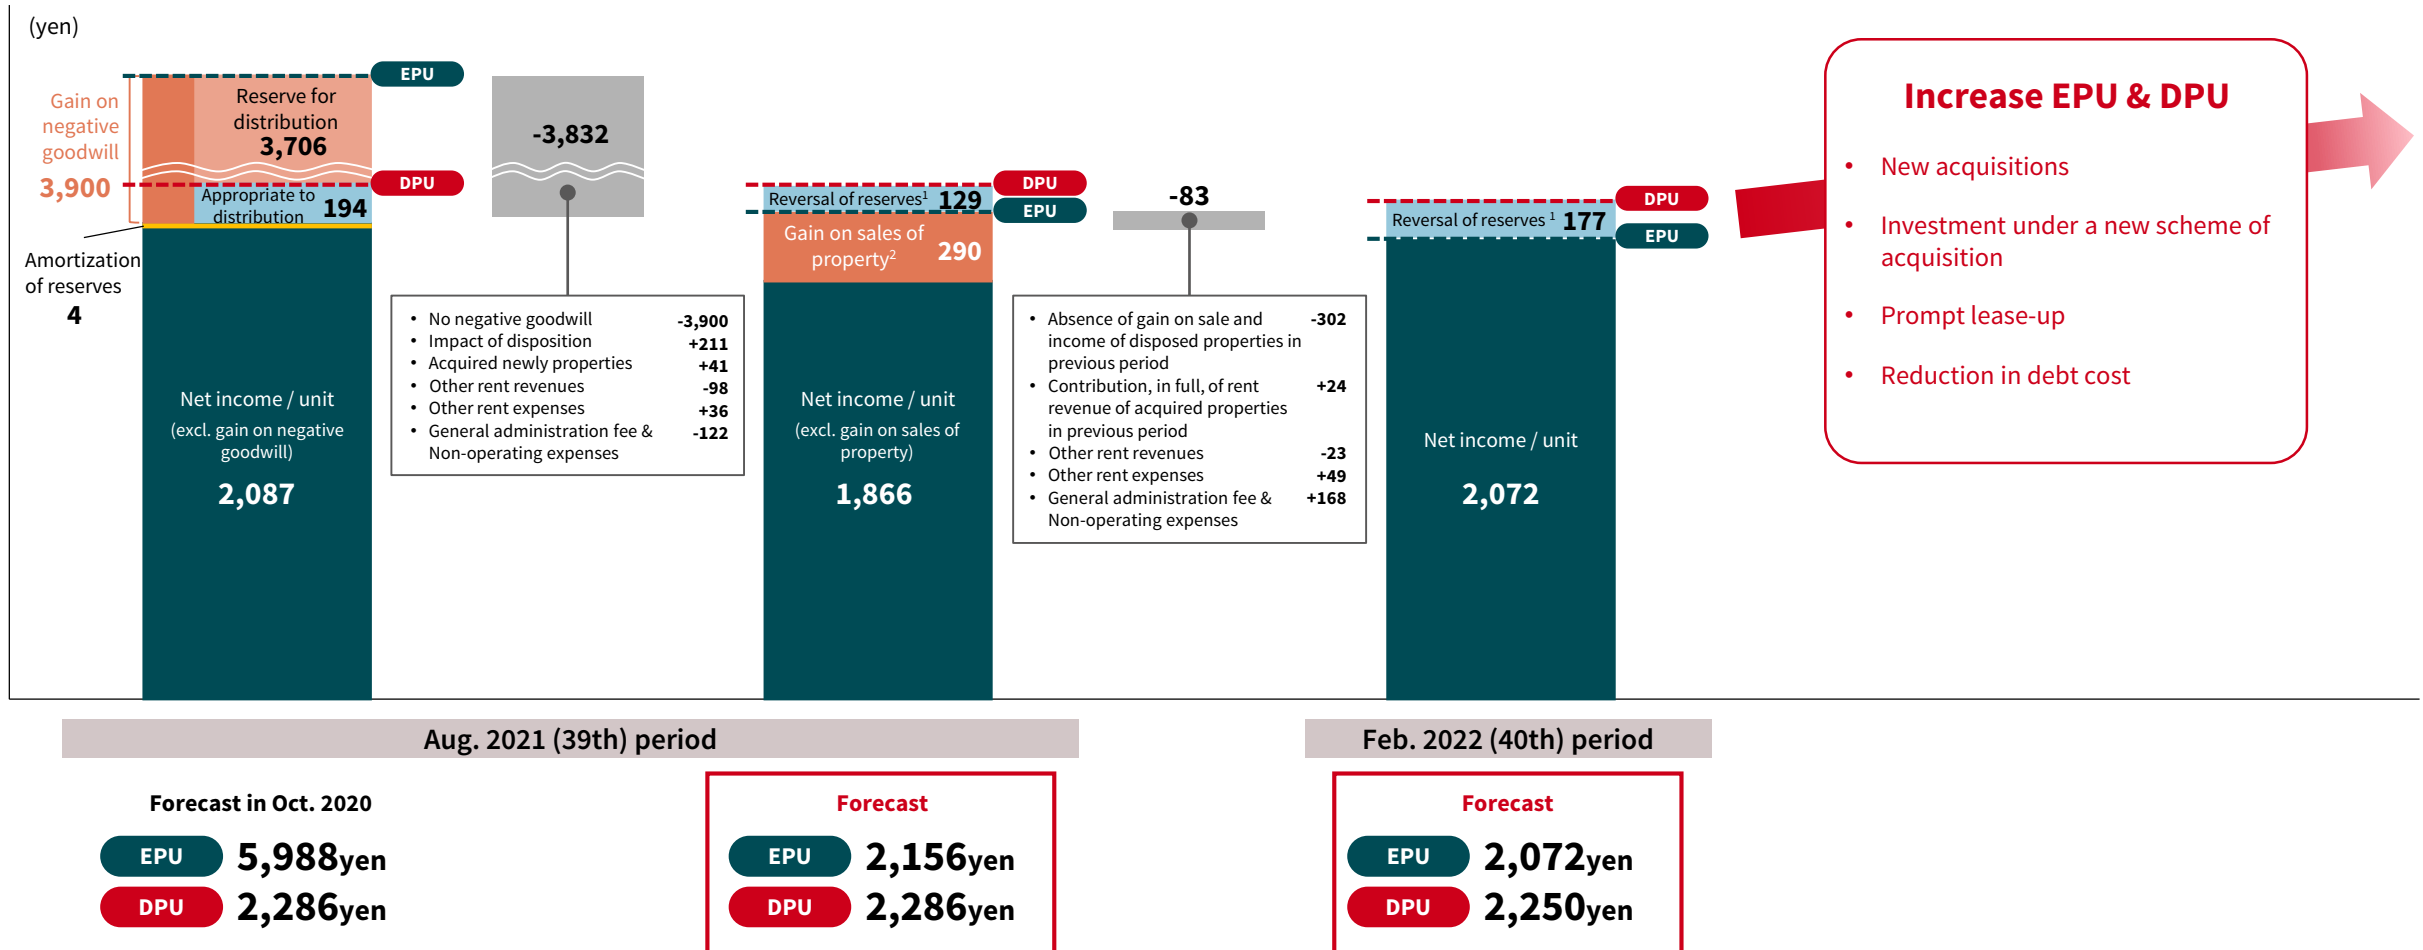 (yen)
EPU
Gain on
negative
goodwill
3,900
Reserve for
distribution
3,706
DPU
Appropriate to
distribution 194
Amortization
of reserves
4
Net income / unit
(excl. gain on negative
goodwill)
2,087
-3,832
• No negative goodwill -3,900
• Impact of disposition +211
• Acquired newly properties +41
• Other rent revenues -98
• Other rent expenses +36
• General administration fee & -122
Non-operating expenses
DPU
Reversal of reserves1 129
EPU
Gain on sales of
property2 290
Net income / unit
(excl. gain on sales of
property)
1,866
-83
• Absence of gain on sale and -302
income of disposed properties in
previous period
• Contribution, in full, of rent +24
revenue of acquired properties
in previous period
• Other rent revenues -23
• Other rent expenses +49
• General administration fee & +168
Non-operating expenses
DPU
Reversal of reserves 1 177
EPU
Net income / unit
2,072
Increase EPU & DPU
• New acquisitions
• Investment under a new scheme of
acquisition
• Prompt lease-up
• Reduction in debt cost
Aug. 2021 (39th) period
Feb. 2022 (40th) period
Forecast in Oct. 2020
EPU 5,988yen
DPU 2,286yen
Forecast
EPU 2,156yen
DPU 2,286yen
Forecast
EPU 2,072yen
DPU 2,250yen